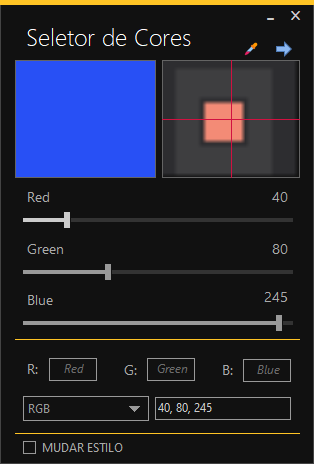 Seletor de Cores
Red 40
Green 80
Blue 245
R: Red G: Green B: Blue
RGB 40, 80, 245
MUDAR ESTILO